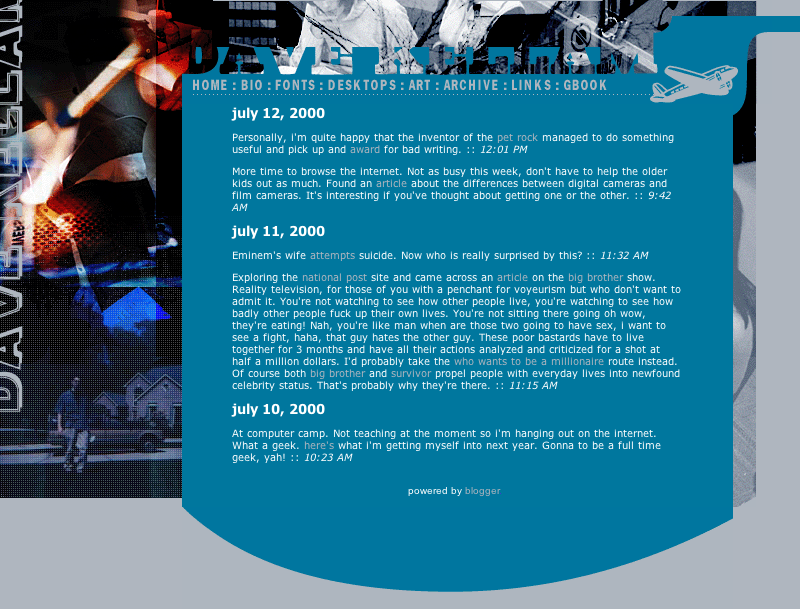 HOME : BIO : FONTS : DESKTOPS : ART : ARCHIVE : LINKS : GBOOK
july 12, 2000
Personally, i'm quite happy that the inventor of the pet rock managed to do something
useful and pick up and award for bad writing. :: 12:01 PM
More time to browse the internet. Not as busy this week, don't have to help the older
kids out as much. Found an article about the differences between digital cameras and
film cameras. It's interesting if you've thought about getting one or the other. :: 9:42
AM
july 11, 2000
Eminem's wife attempts suicide. Now who is really surprised by this? :: 11:32 AM
Exploring the national post site and came across an article on the big brother show.
Reality television, for those of you with a penchant for voyeurism but who don't want to
admit it. You're not watching to see how other people live, you're watching to see how
badly other people fuck up their own lives. You're not sitting there going oh wow,
they're eating! Nah, you're like man when are those two going to have sex, i want to
see a fight, haha, that guy hates the other guy. These poor bastards have to live
together for 3 months and have all their actions analyzed and criticized for a shot at
half a million dollars. I'd probably take the who wants to be a millionaire route instead.
Of course both big brother and survivor propel people with everyday lives into newfound
celebrity status. That's probably why they're there. :: 11:15 AM
july 10, 2000
At computer camp. Not teaching at the moment so i'm hanging out on the internet.
What a geek. here's what i'm getting myself into next year. Gonna to be a full time
geek, yah! :: 10:23 AM
powered by blogger